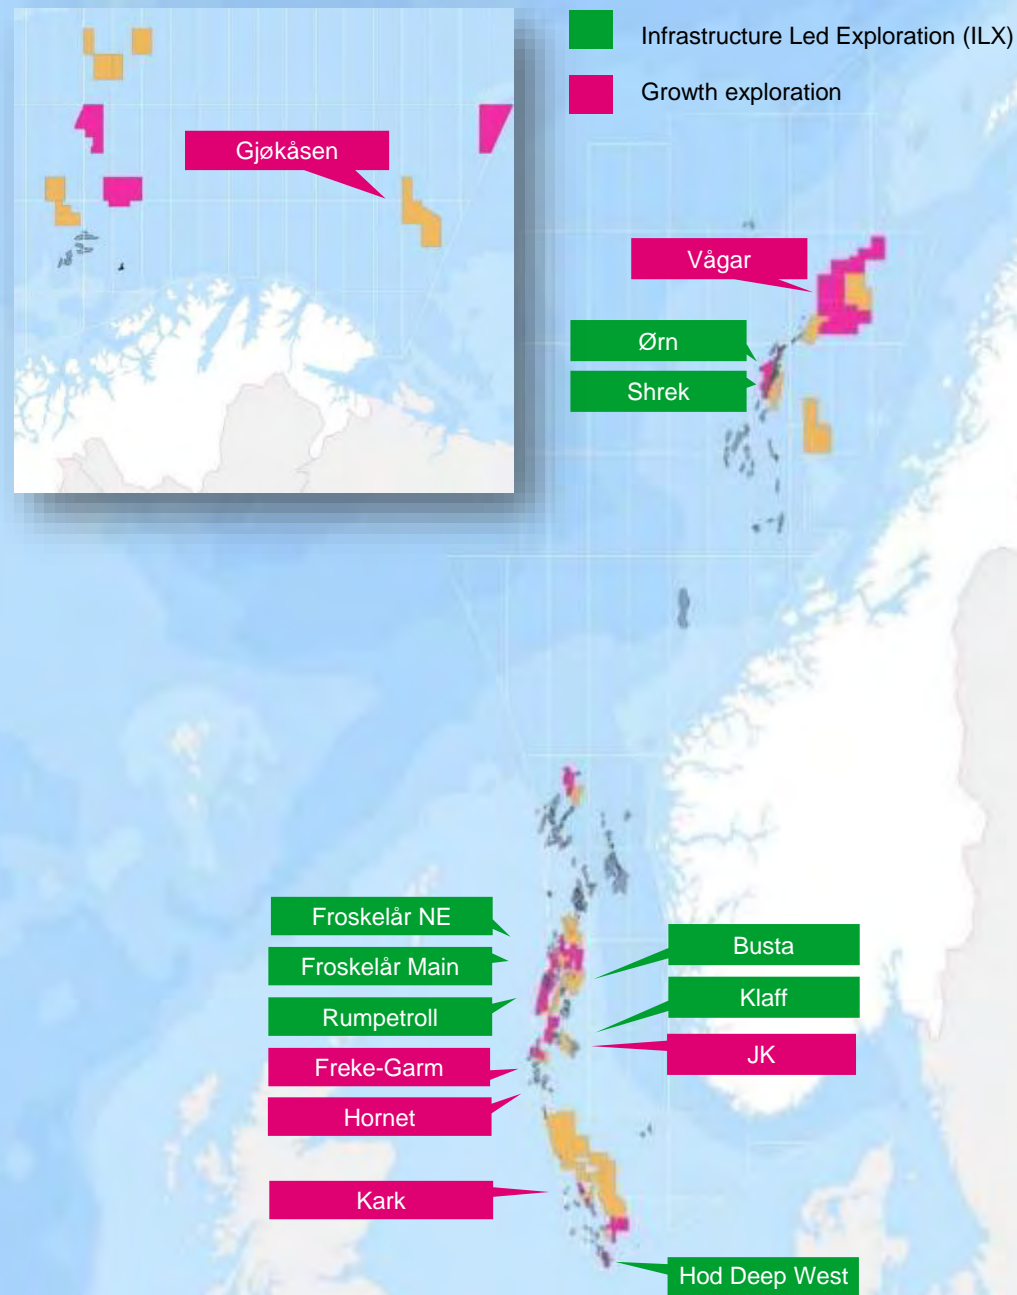 Infrastructure Led Exploration (ILX)
Growth exploration
Gjøkåsen
Vågar
Ørn
Shrek
Froskelår NE
Froskelår Main
Rumpetroll
Freke-Garm
Hornet
Kark
Busta
Klaff
JK
Hod Deep West